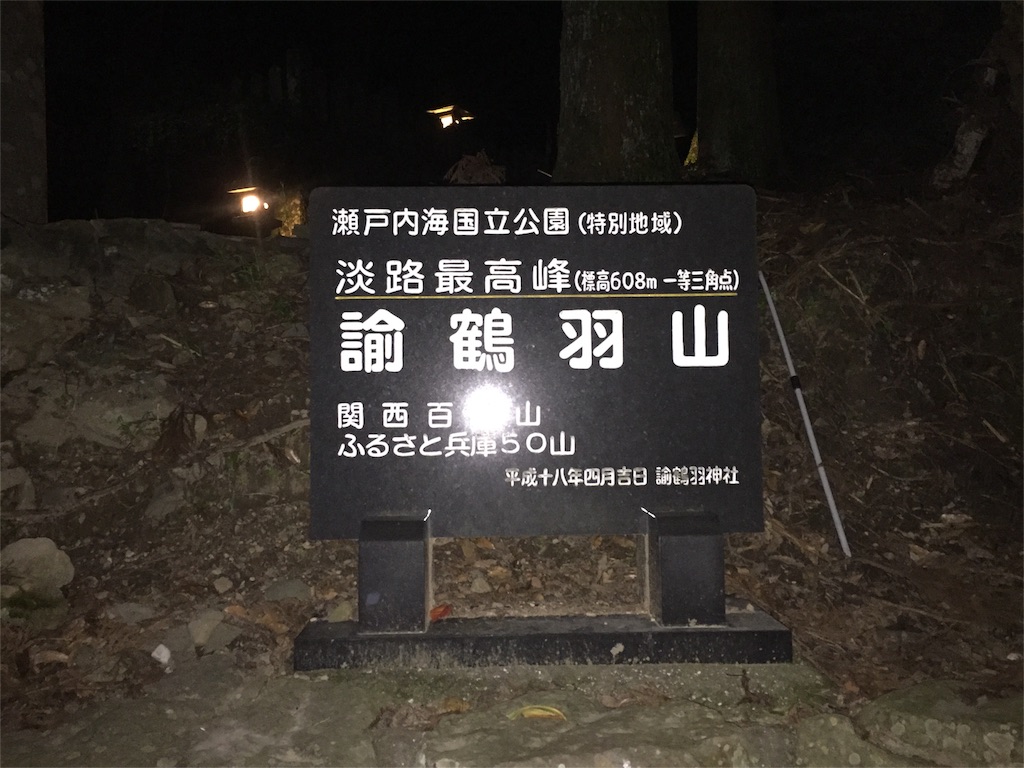 瀬戸内海国立公園(特別地域)
淡路最高峰(標高608m 一等三角点)
諭鶴羽山
関西百 山
ふるさと兵庫50山
平成十八年四月吉日 諭鶴羽神社